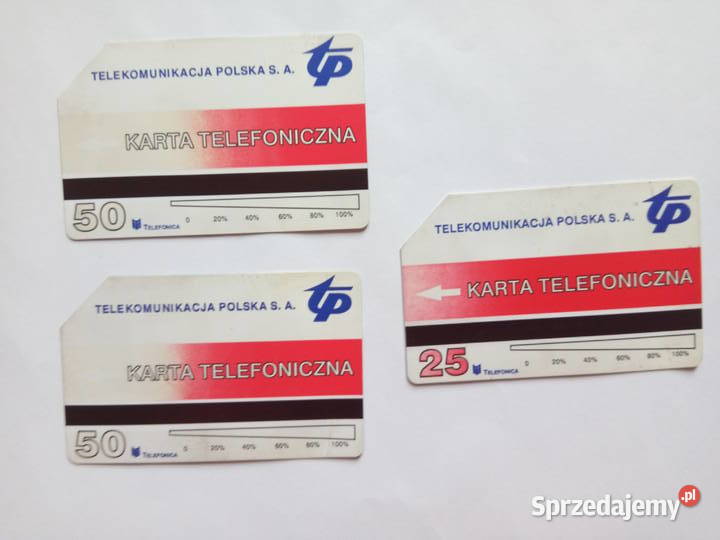 TELEKOMUNIKACJA POLSKA S. A.
tp
KARTA TELEFONICZNA
50
TELEFONICA
0 20% 40% 60% 80% 100%
TELEKOMUNIKACJA POLSKA S. A.
tp
KARTA TELEFONICZNA
50
TELEFONICA
0 20% 40% 60% 80% 100%
TELEKOMUNIKACJA POLSKA S. A.
tp
KARTA TELEFONICZNA
25
TELEFONICA
0 20% 40% 60% 80% 100%
Sprzedajemy.pl